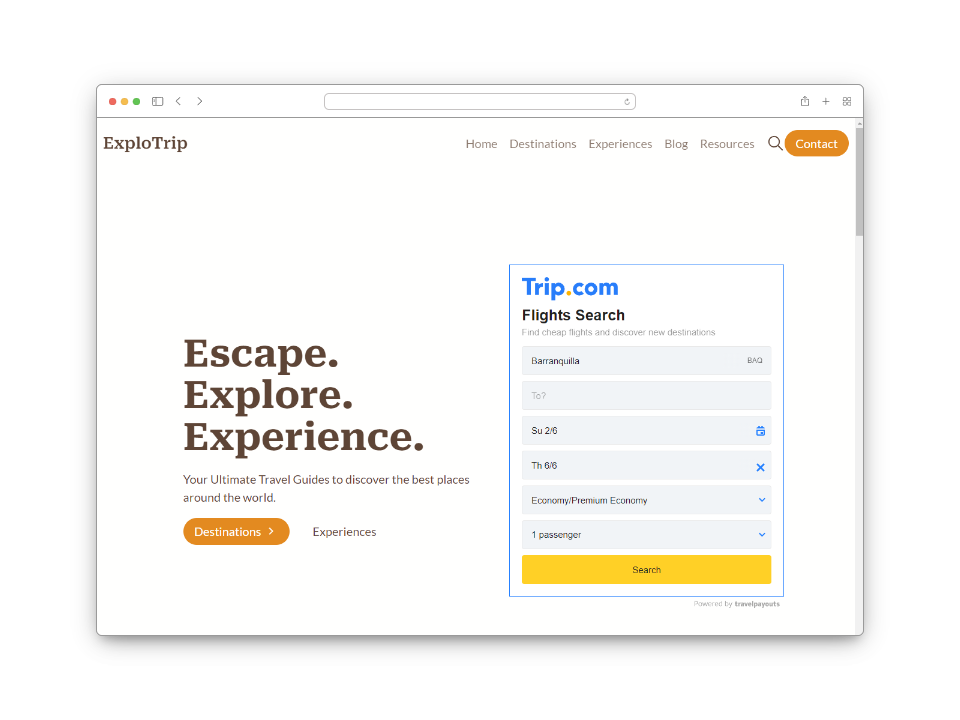 ExploTrip
Home Destinations Experiences Blog Resources Contact
Escape.
Explore.
Experience.
Your Ultimate Travel Guides to discover the best places
around the world.
Destinations
Experiences
Trip.com
Flights Search
Find cheap flights and discover new destinations
Barranquilla BAQ
To?
Su 2/6
Th 6/6
Economy/Premium Economy
1 passenger
Search
Powered by travelpayouts